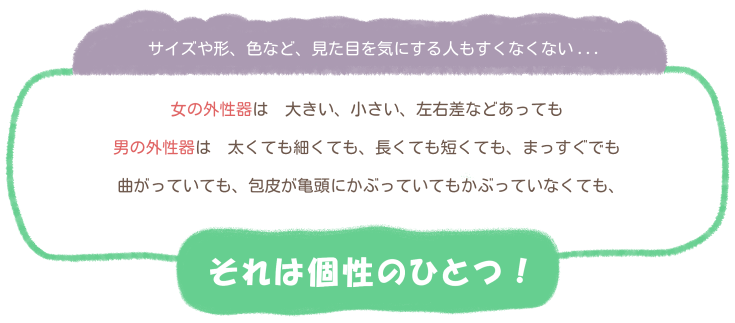 サイズや形、色など、見た目を気にする人もすくなくない...
女の外性器は　大きい、小さい、左右差などあっても
男の外性器は　太くても細くても、長くても短くても、まっすぐでも
曲がっていても、包皮が亀頭にかぶっていてもかぶっていなくても、
それは個性のひとつ！